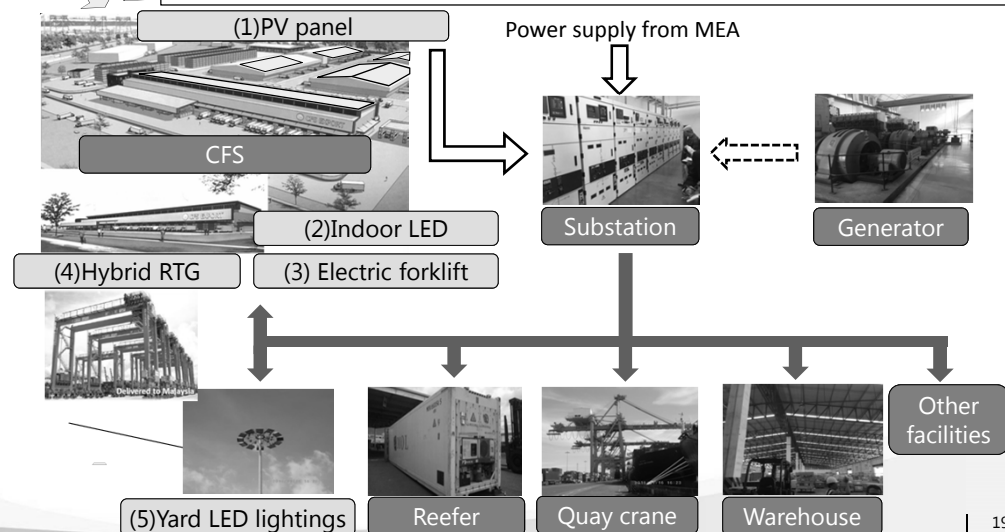 (1)PV panel
Power supply from MEA
CFS
(2)Indoor LED
Substation
Generator
(4)Hybrid RTG
(3) Electric forklift
Delivered to Malaysia
Other
facilities
(5)Yard LED lightings
Reefer
Quay crane
Warehouse